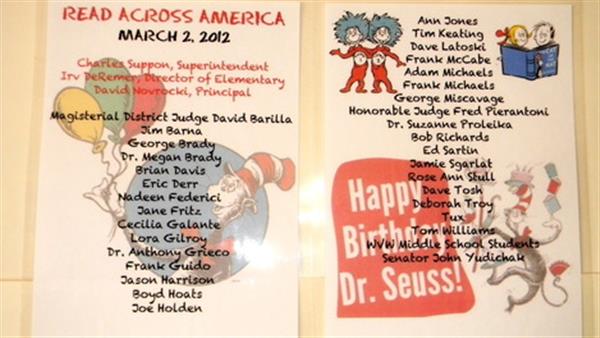 READ ACROSS AMERICA
MARCH 2, 2012
Charles Suppon, Superintendent
Irv DeRemer, Director of Elementary
David Novrocki, Principal
Magisterial District Judge David Barilla
Jim Barna
George Brady
Dr. Megan Brady
Brian Davis
Eric Derr
Nadeen Federici
Jane Fritz
Cecilia Galante
Lora Gilroy
Dr. Anthony Grieco
Frank Guido
Jason Harrison
Boyd Hoats
Joe Holden
Ann Jones
Tim Keating
Dave Latoski
Frank McCabe
Adam Michaels
Frank Michaels
George Miscavage
Honorable Judge Fred Pierantoni
Dr. Suzanne Proleika
Bob Richards
Ed Sartin
Jamie Sgarlat
Rose Ann Stull
Dave Tosh
Deborah Troy
Tux
Tom Williams
WVW Middle School Students
Senator John Yudichak
Happy
Birthday
Dr. Seuss!